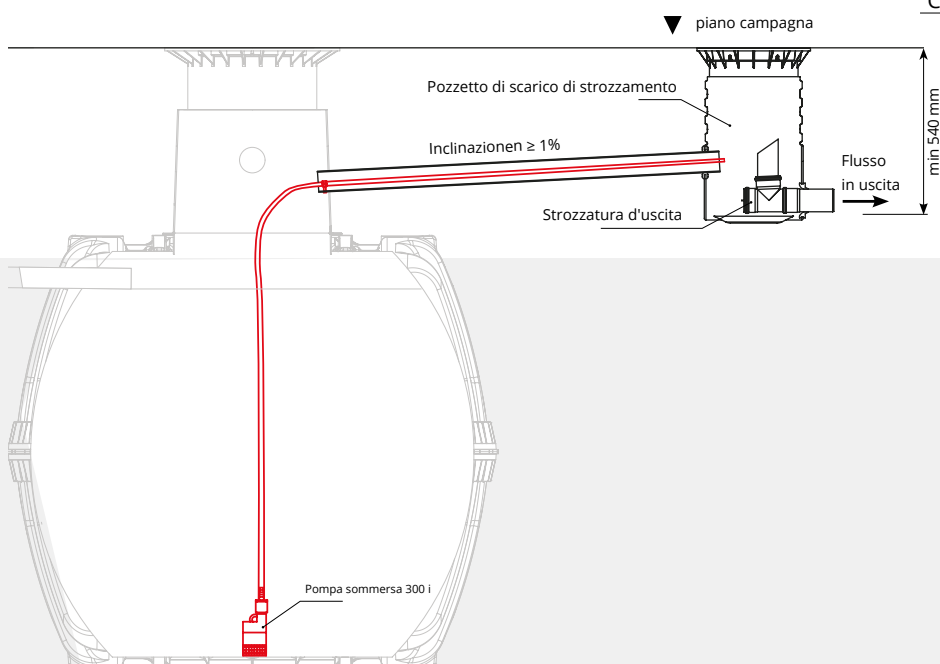 piano campagna
Pozzetto di scarico di strozzamento
Inclinazionen ≥ 1%
min 540 mm
Flusso
in uscita
Strozzatura d'uscita
Pompa sommersa 300 i